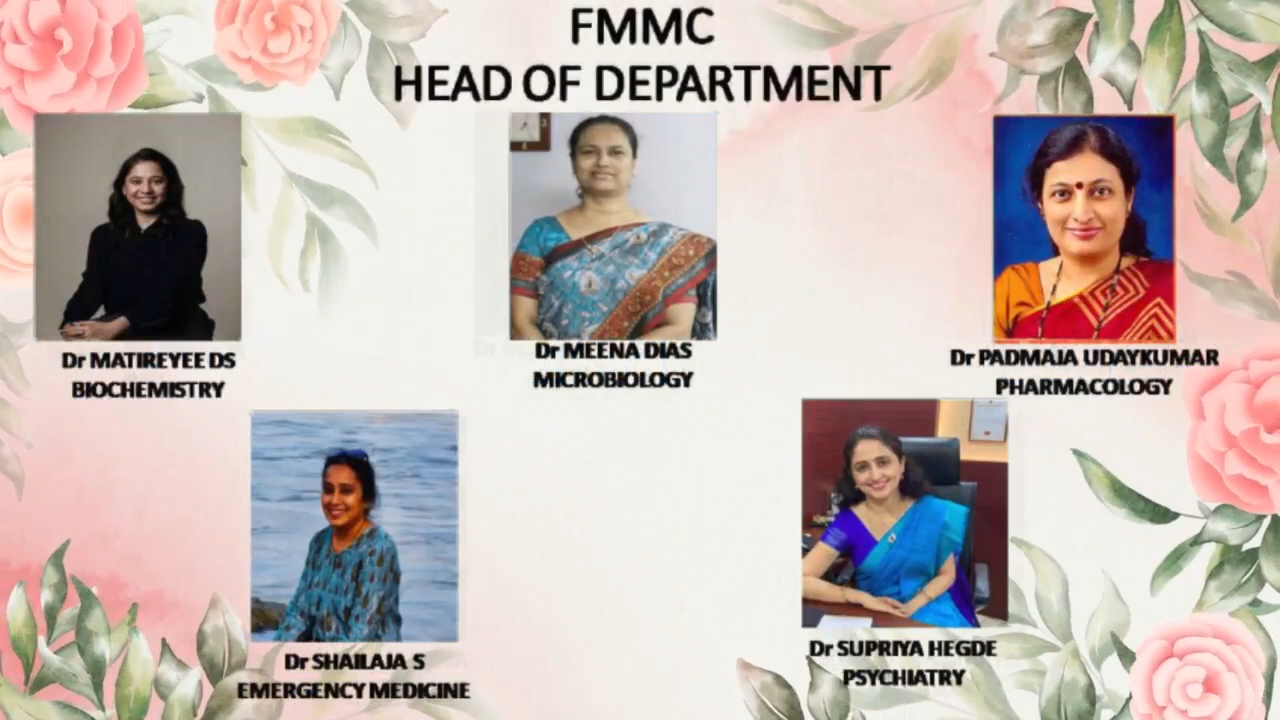 FMMC
HEAD OF DEPARTMENT
Dr MATIREYEE DS
BIOCHEMISTRY
Dr MEENA DIAS
MICROBIOLOGY
Dr PADMAJA UDAYKUMAR
PHARMACOLOGY
Dr SHAILAJA S
EMERGENCY MEDICINE
Dr SUPRIYA HEGDE
PSYCHIATRY